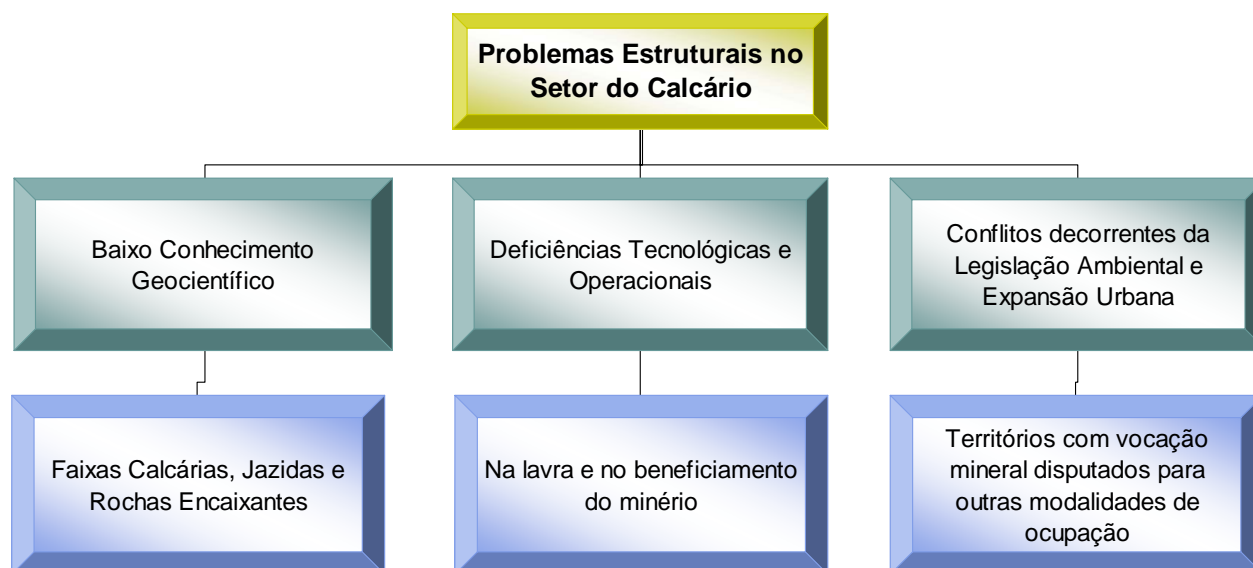 Problemas Estruturais no
Setor do Calcário
Baixo Conhecimento
Geocientífico
Deficiências Tecnológicas e
Operacionais
Conflitos decorrentes da
Legislação Ambiental e
Expansão Urbana
Faixas Calcárias, Jazidas e
Rochas Encaixantes
Na lavra e no beneficiamento
do minério
Territórios com vocação
mineral disputados para
outras modalidades de
ocupação